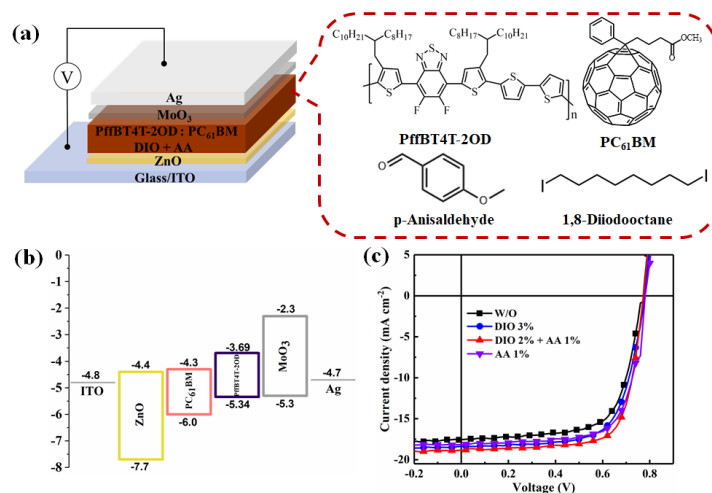 (a)
V
Ag
MoO₃
PffBT4T-2OD : PC₆₁BM
DIO + AA
ZnO
Glass/ITO
C₁₀H₂₁
C₈H₁₇
C₈H₁₇
C₁₀H₂₁
N
S
N
S
S
S
S
F
F
n
PffBT4T-2OD
O
OCH₃
PC₆₁BM
O
O
p-Anisaldehyde
I
I
1,8-Diiodooctane
(b)
0
-1
-2
-3
-4
-5
-6
-7
-8
-4.8
ITO
-4.4
ZnO
-7.7
-4.3
PC₆₁BM
-6.0
-3.69
PffBT4T-2OD
-5.34
-2.3
MoO₃
-5.3
-4.7
Ag
(c)
Current density (mA cm⁻²)
5
0
-5
-10
-15
-20
W/O
DIO 3%
DIO 2% + AA 1%
AA 1%
-0.2 0.0 0.2 0.4 0.6 0.8
Voltage (V)